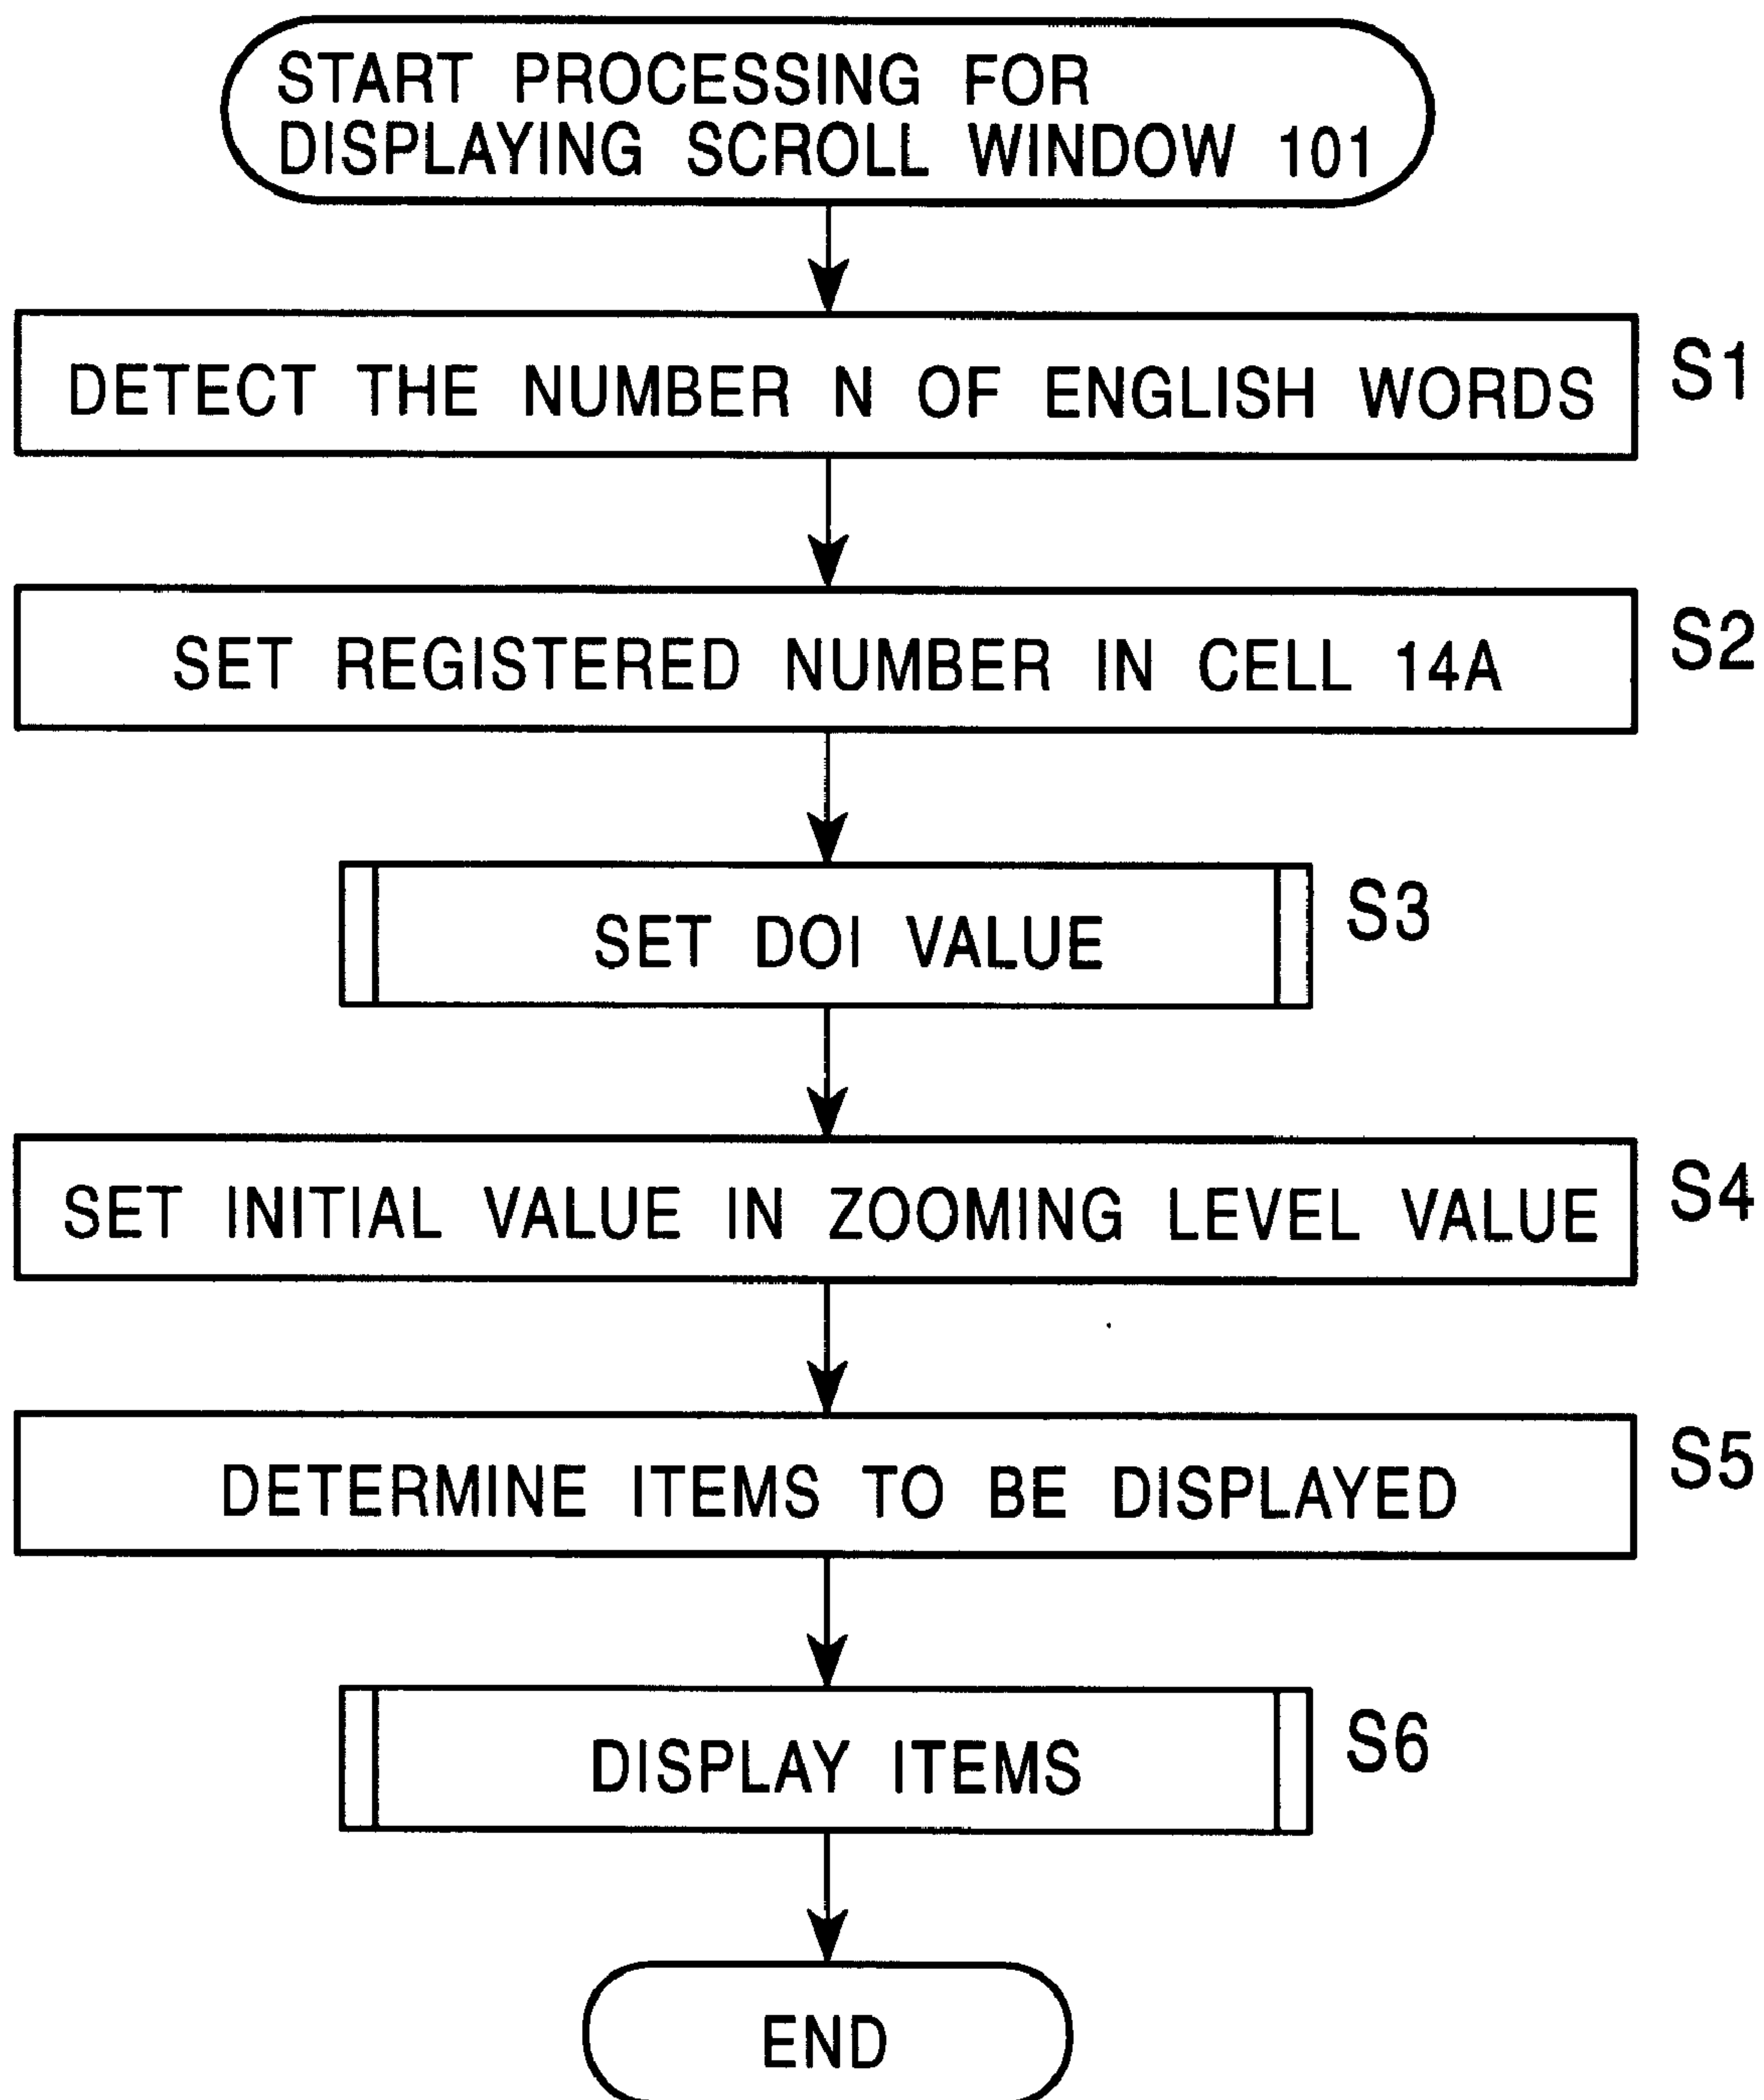 START PROCESSING FOR
DISPLAYING SCROLL WINDOW 101
DETECT THE NUMBER N OF ENGLISH WORDS
S1
SET REGISTERED NUMBER IN CELL 14A
S2
SET DOI VALUE
S3
SET INITIAL VALUE IN ZOOMING LEVEL VALUE
S4
DETERMINE ITEMS TO BE DISPLAYED
S5
DISPLAY ITEMS
S6
END